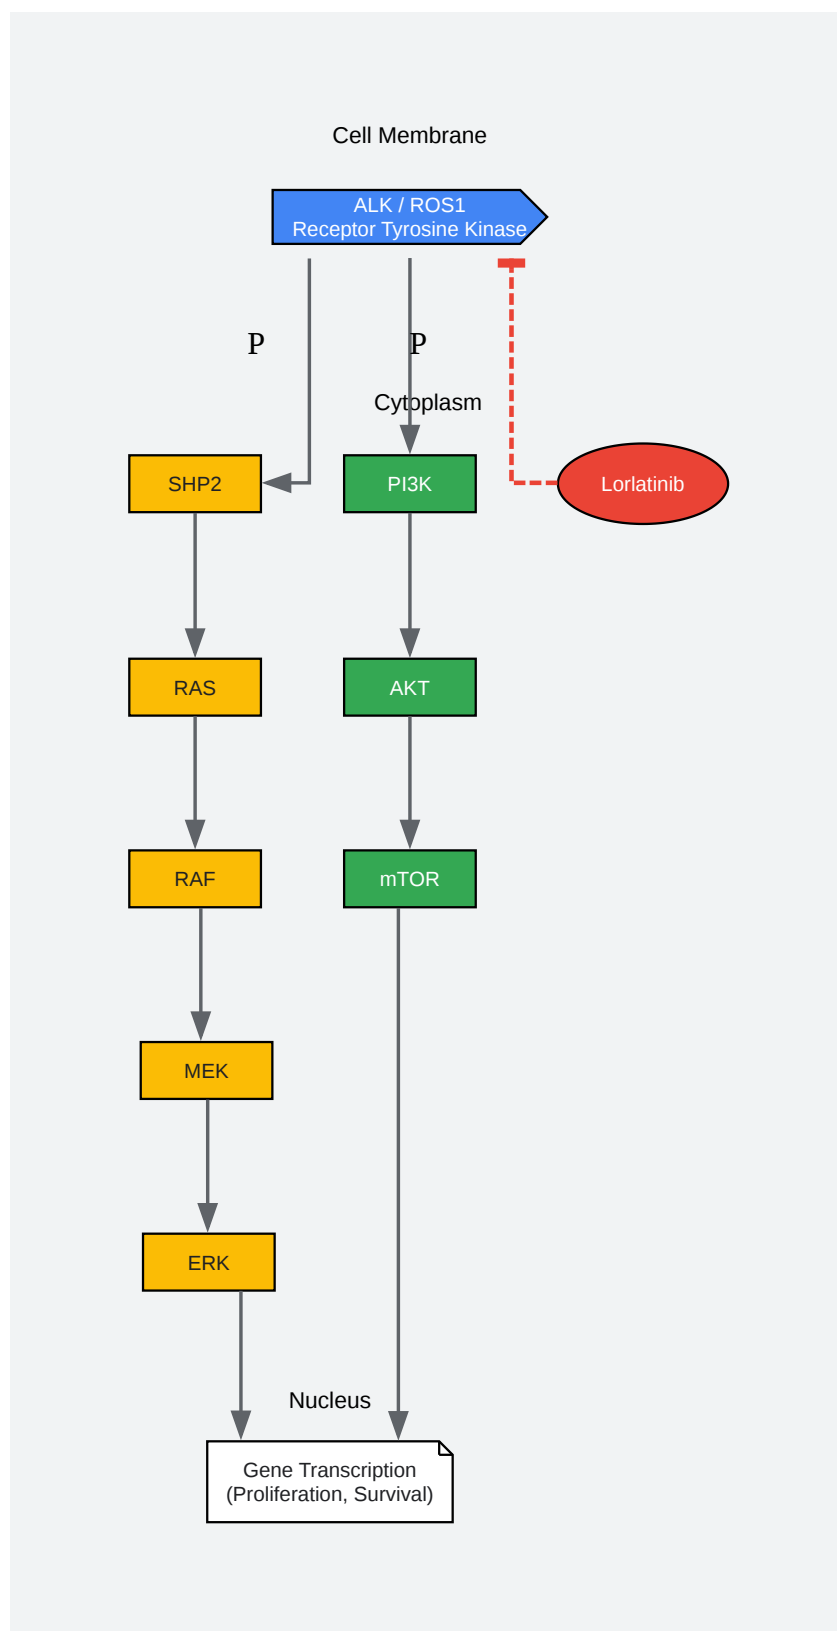 Cell Membrane
ALK / ROS1
Receptor Tyrosine Kinase
P
P
Cytoplasm
SHP2
PI3K
Lorlatinib
RAS
AKT
RAF
mTOR
MEK
ERK
Nucleus
Gene Transcription
(Proliferation, Survival)